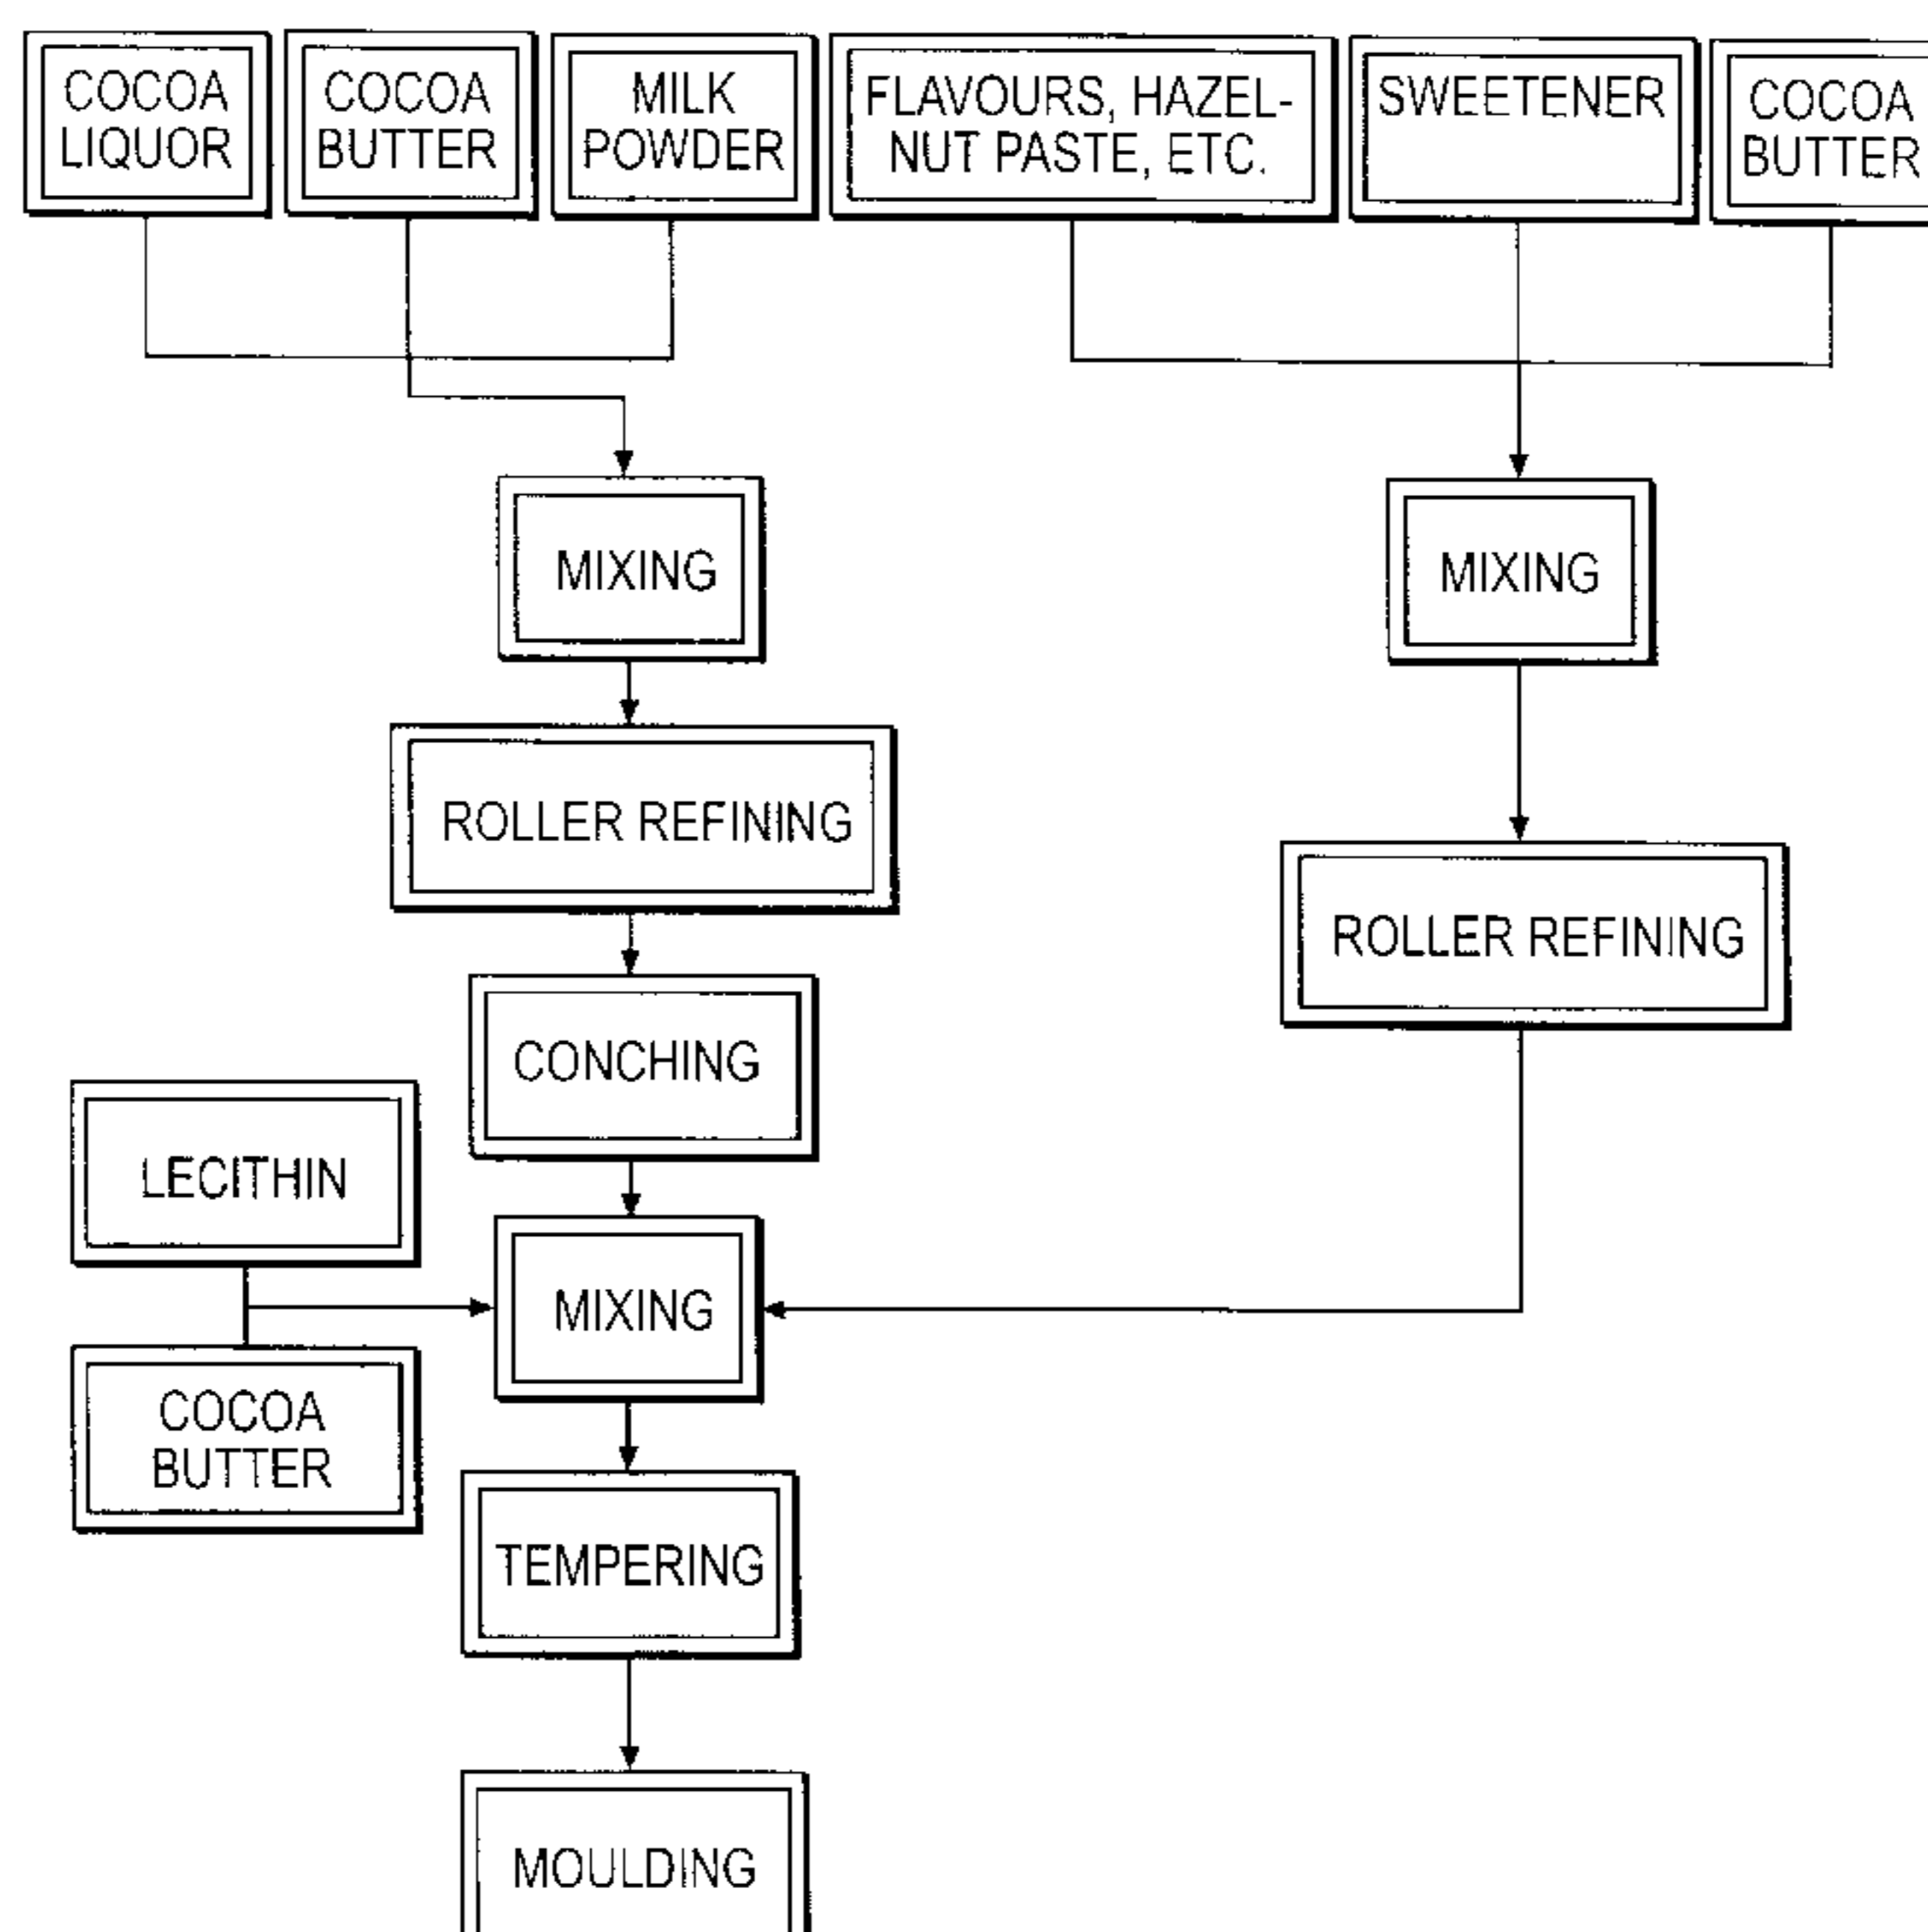 COCOA
LIQUOR
COCOA
BUTTER
MILK
POWDER
FLAVOURS, HAZEL-
NUT PASTE, ETC.
SWEETENER
COCOA
BUTTER
MIXING
MIXING
ROLLER REFINING
ROLLER REFINING
CONCHING
LECITHIN
MIXING
COCOA
BUTTER
TEMPERING
MOULDING